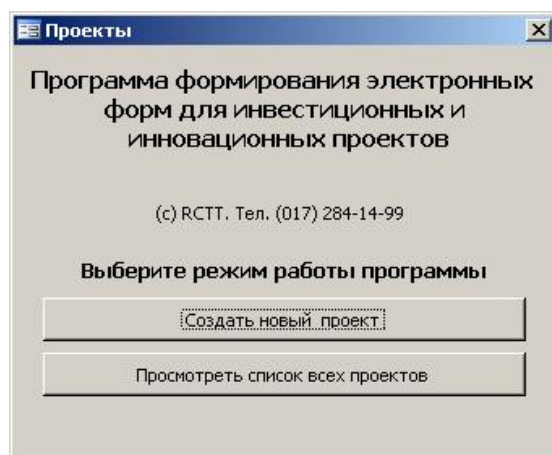 Проекты
Программа формирования электронных
форм для инвестиционных и
инновационных проектов
(c) RCTT. Тел. (017) 284-14-99
Выберите режим работы программы
Создать новый проект
Просмотреть список всех проектов